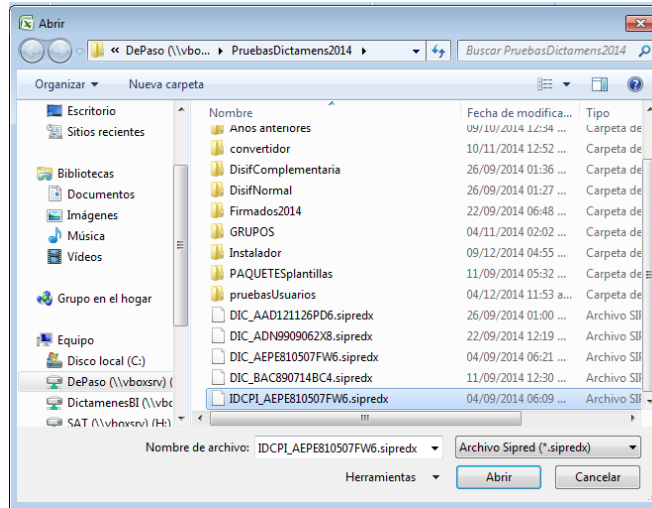 Abrir
« DePaso (\\vbo... ▸ PruebasDictamens2014 ▸
Buscar PruebasDictamens2014
Organizar
Nueva carpeta
Escritorio
Sitios recientes
Bibliotecas
Documentos
Imágenes
Música
Vídeos
Grupo en el hogar
Equipo
Disco local (C:)
DePaso (\\vboxsrv) (
DictamenesBI (\\vbc
SAT (\\vboxsrv) (H:)
Nombre Fecha de modifica... Tipo
Años anteriores 09/10/2014 12:34 ... Carpeta de
convertidor 10/11/2014 12:52 ... Carpeta de
DisifComplementaria 26/09/2014 01:36 ... Carpeta de
DisifNormal 26/09/2014 01:27 ... Carpeta de
Firmados2014 22/09/2014 06:48 ... Carpeta de
GRUPOS 04/11/2014 02:02 ... Carpeta de
Instalador 09/12/2014 04:55 ... Carpeta de
PAQUETESplantillas 11/09/2014 05:32 ... Carpeta de
pruebasUsuarios 04/12/2014 11:53 a... Carpeta de
DIC_AAD121126PD6.sipredx 26/09/2014 01:00 ... Archivo SIF
DIC_ADN9909062X8.sipredx 22/09/2014 12:19 ... Archivo SIF
DIC_AEPE810507FW6.sipredx 04/09/2014 06:21 ... Archivo SIF
DIC_BAC890714BC4.sipredx 11/09/2014 12:30 ... Archivo SIF
IDCPI_AEPE810507FW6.sipredx 04/09/2014 06:09 ... Archivo SIF
Nombre de archivo: IDCPI_AEPE810507FW6.sipredx
Archivo Sipred (*.sipredx)
Herramientas
Abrir
Cancelar